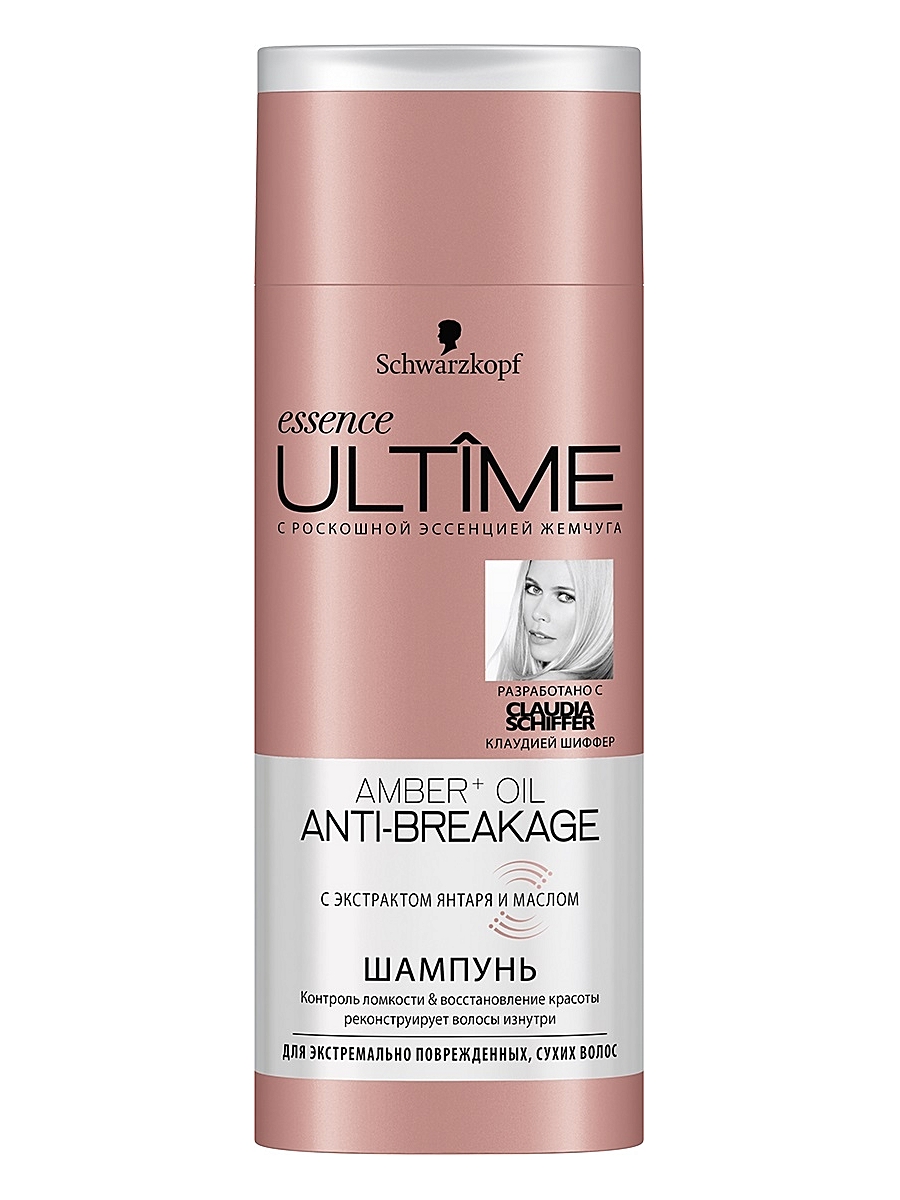 Schwarzkopf
essence
ULTÎME
С РОСКОШНОЙ ЭССЕНЦИЕЙ ЖЕМЧУГА
РАЗРАБОТАНО С
CLAUDIA
SCHIFFER
КЛАУДИЕЙ ШИФФЕР
AMBER⁺ OIL
ANTI-BREAKAGE
С ЭКСТРАКТОМ ЯНТАРЯ И МАСЛОМ
ШАМПУНЬ
Контроль ломкости & восстановление красоты
реконструирует волосы изнутри
ДЛЯ ЭКСТРЕМАЛЬНО ПОВРЕЖДЕННЫХ, СУХИХ ВОЛОС